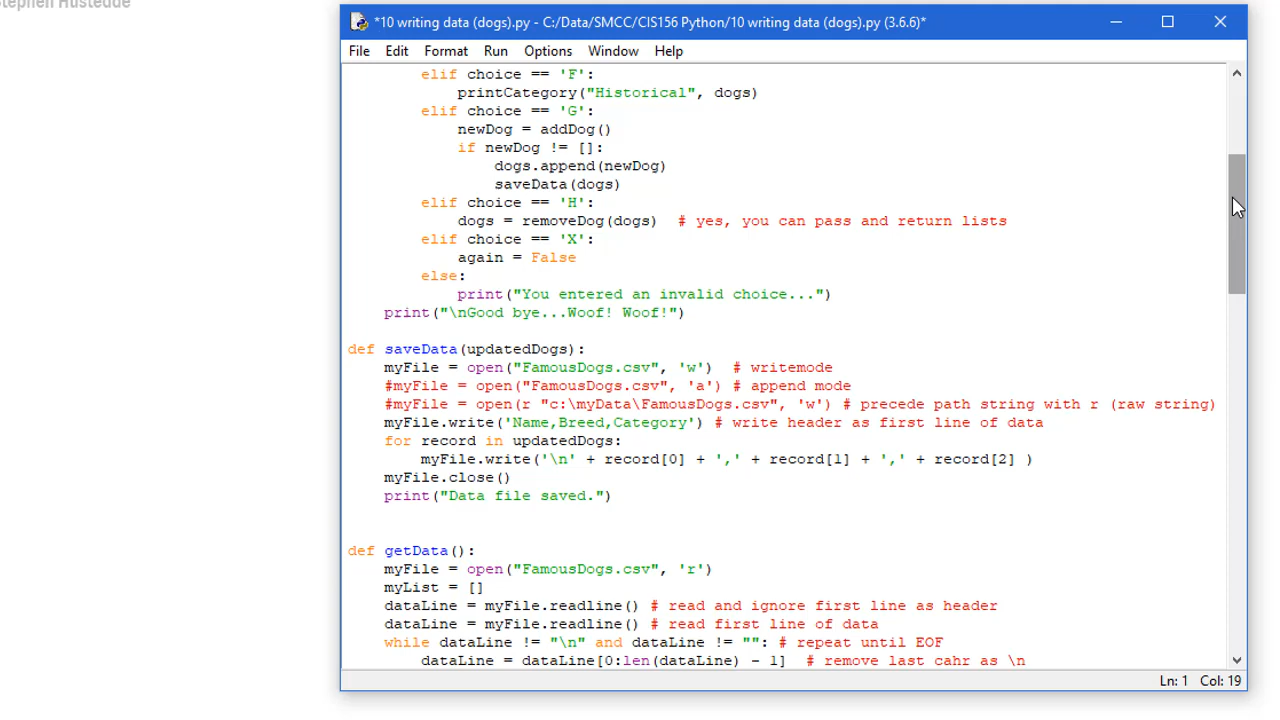 Stephen Hustedde
*10 writing data (dogs).py - C:/Data/SMCC/CIS156 Python/10 writing data (dogs).py (3.6.6)*
File Edit Format Run Options Window Help
elif choice == 'F':
printCategory("Historical", dogs)
elif choice == 'G':
newDog = addDog()
if newDog != []:
dogs.append(newDog)
saveData(dogs)
elif choice == 'H':
dogs = removeDog(dogs)  # yes, you can pass and return lists
elif choice == 'X':
again = False
else:
print("You entered an invalid choice...")
print("\nGood bye...Woof! Woof!")
def saveData(updatedDogs):
myFile = open("FamousDogs.csv", 'w')  # writemode
#myFile = open("FamousDogs.csv", 'a') # append mode
#myFile = open(r "c:\myData\FamousDogs.csv", 'w') # precede path string with r (raw string)
myFile.write('Name,Breed,Category') # write header as first line of data
for record in updatedDogs:
myFile.write('\n' + record[0] + ',' + record[1] + ',' + record[2] )
myFile.close()
print("Data file saved.")
def getData():
myFile = open("FamousDogs.csv", 'r')
myList = []
dataLine = myFile.readline() # read and ignore first line as header
dataLine = myFile.readline() # read first line of data
while dataLine != "\n" and dataLine != "": # repeat until EOF
dataLine = dataLine[0:len(dataLine) - 1]  # remove last cahr as \n
Ln: 1 Col: 19